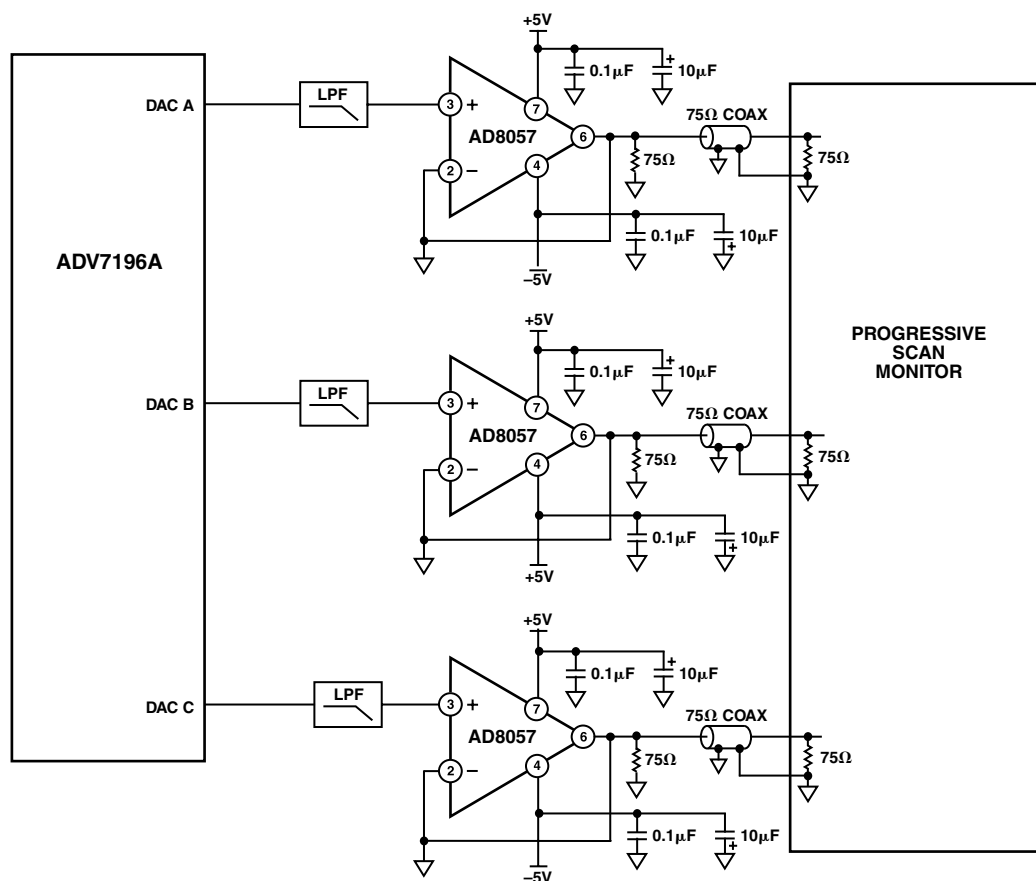 ADV7196A
DAC A
LPF
3
+
2
−
AD8057
7
4
6
+5V
0.1µF
+
10µF
75Ω
75Ω COAX
75Ω
0.1µF
10µF
+
−5V
DAC B
LPF
3
+
2
−
AD8057
7
4
6
+5V
0.1µF
+
10µF
75Ω
75Ω COAX
75Ω
0.1µF
10µF
+
+5V
DAC C
LPF
3
+
2
−
AD8057
7
4
6
+5V
0.1µF
+
10µF
75Ω
75Ω COAX
75Ω
0.1µF
10µF
+
−5V
PROGRESSIVE
SCAN
MONITOR